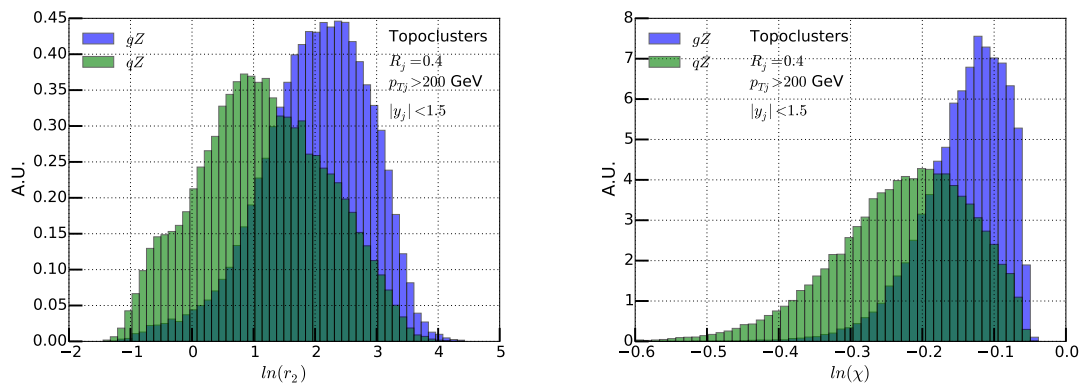 0.45
0.40
0.35
0.30
0.25
0.20
0.15
0.10
0.05
0.00
A.U.
gZ
qZ
Topoclusters
R_j=0.4
p_{Tj}>200 GeV
|y_j|<1.5
−2 −1 0 1 2 3 4 5
ln(r_2)
8
7
6
5
4
3
2
1
0
A.U.
gZ
qZ
Topoclusters
R_j=0.4
p_{Tj}>200 GeV
|y_j|<1.5
−0.6 −0.5 −0.4 −0.3 −0.2 −0.1 0.0
ln(χ)